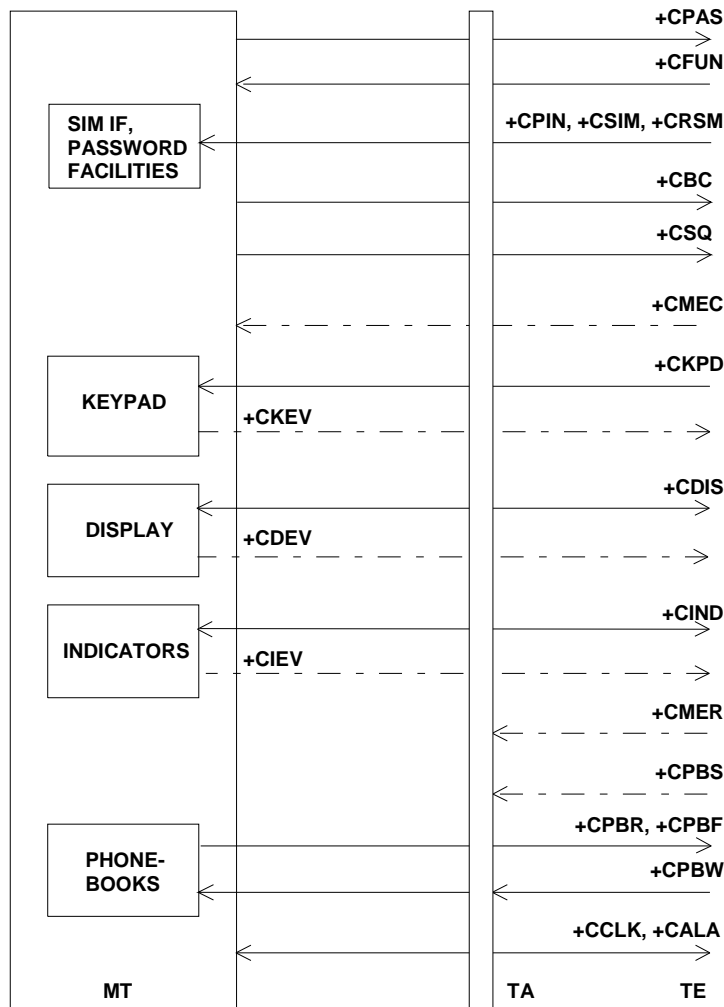 +CPAS
+CFUN
SIM IF,
PASSWORD
FACILITIES
+CPIN, +CSIM, +CRSM
+CBC
+CSQ
+CMEC
+CKPD
KEYPAD
+CKEV
+CDIS
DISPLAY
+CDEV
+CIND
INDICATORS
+CIEV
+CMER
+CPBS
+CPBR, +CPBF
PHONE-
BOOKS
+CPBW
+CCLK, +CALA
MT TA TE